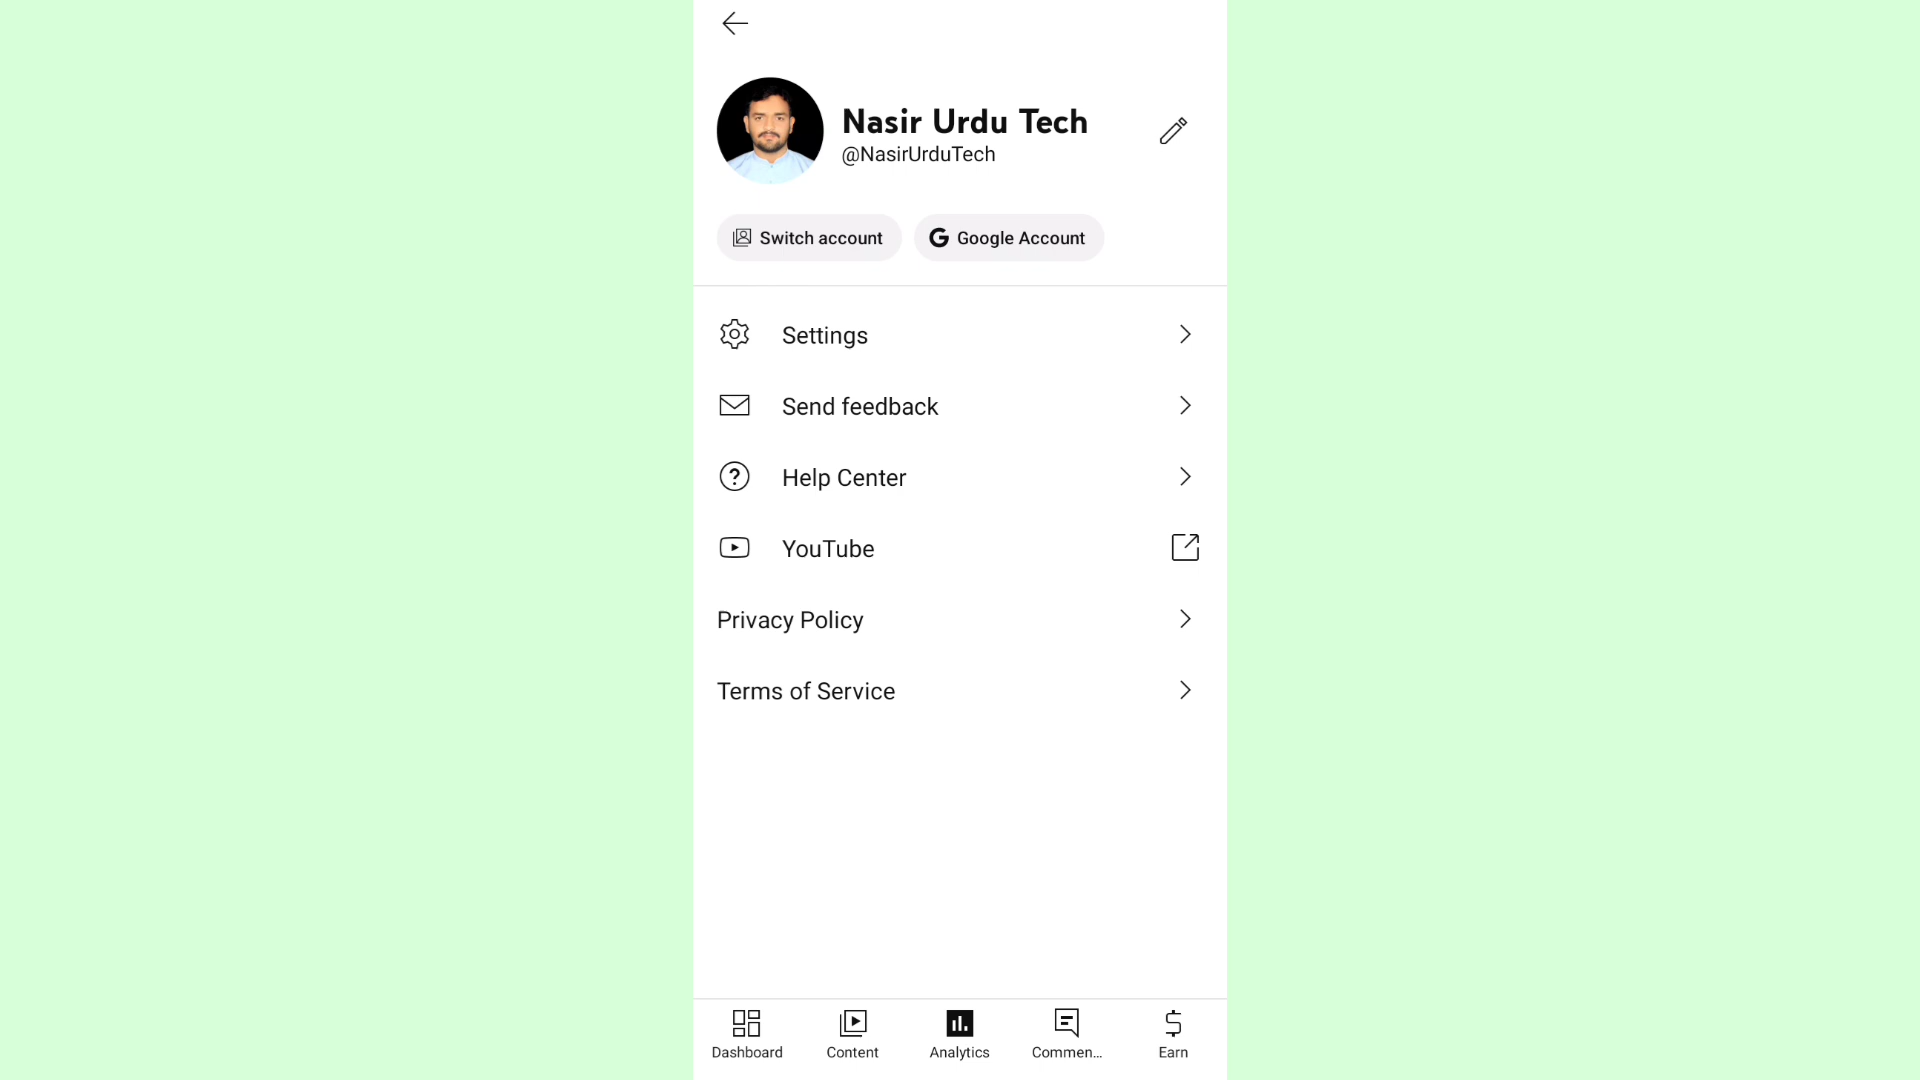 Nasir Urdu Tech
@NasirUrduTech
Switch account
Google Account
Settings
Send feedback
Help Center
YouTube
Privacy Policy
Terms of Service
Dashboard
Content
Analytics
Commen...
Earn